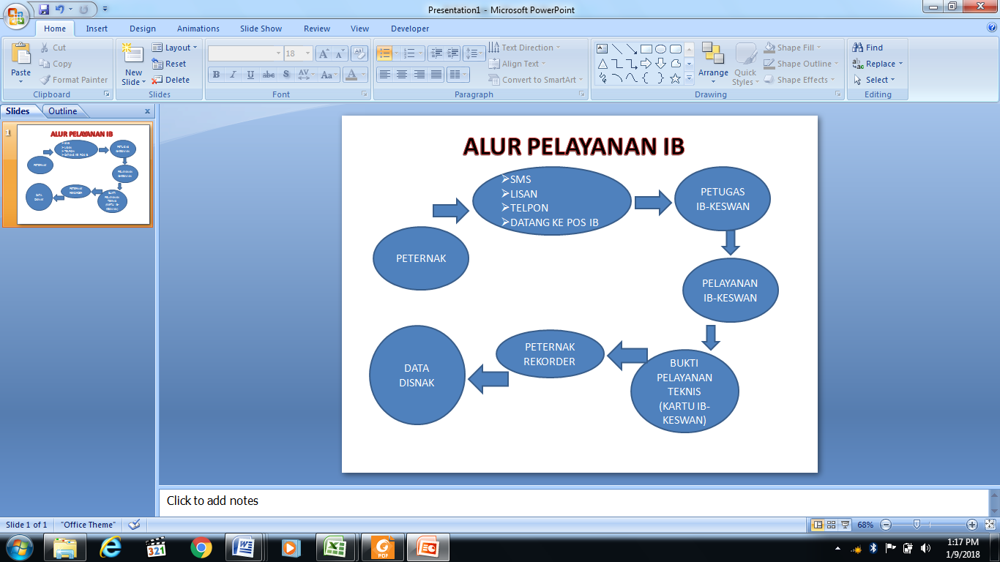 Presentation1 - Microsoft PowerPoint
Home Insert Design Animations Slide Show Review View Developer
Paste
Cut
Copy
Format Painter
Clipboard
New
Slide
Layout
Reset
Delete
Slides
18
Font
Text Direction
Align Text
Convert to SmartArt
Paragraph
Arrange
Quick
Styles
Shape Fill
Shape Outline
Shape Effects
Drawing
Find
Replace
Select
Editing
Slides Outline x
1
ALUR PELAYANAN IB
ALUR PELAYANAN IB
SMS
LISAN
TELPON
DATANG KE POS IB
PETUGAS
IB-KESWAN
PETERNAK
PELAYANAN
IB-KESWAN
PETERNAK
REKORDER
DATA
DISNAK
BUKTI
PELAYANAN
TEKNIS
(KARTU IB-
KESWAN)
Click to add notes
Slide 1 of 1 "Office Theme" 68%
321
PDF
1:17 PM
1/9/2018